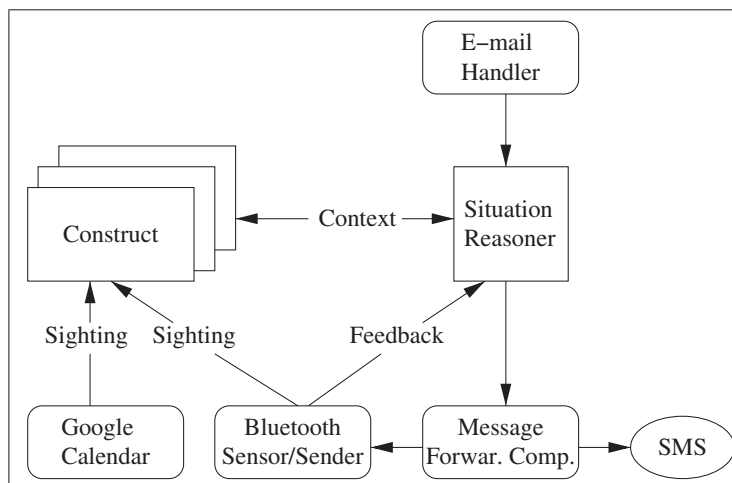 E−mail
Handler
Construct
Context
Situation
Reasoner
Sighting
Sighting
Feedback
Google
Calendar
Bluetooth
Sensor/Sender
Message
Forwar. Comp.
SMS